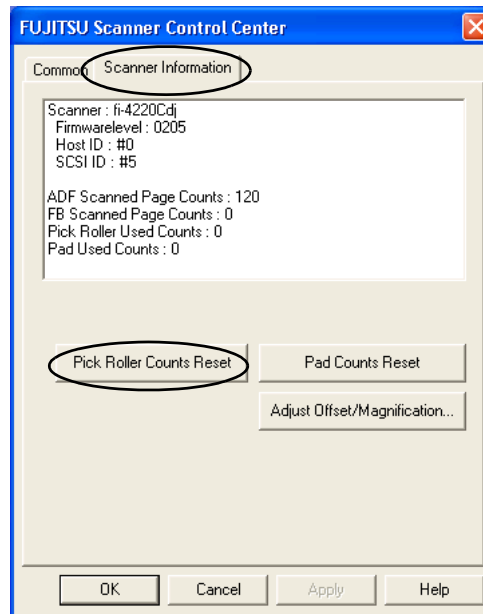 FUJITSU Scanner Control Center
Common Scanner Information
Scanner : fi-4220Cdj
Firmwarelevel : 0205
Host ID : #0
SCSI ID : #5
ADF Scanned Page Counts : 120
FB Scanned Page Counts : 0
Pick Roller Used Counts : 0
Pad Used Counts : 0
Pick Roller Counts Reset Pad Counts Reset
Adjust Offset/Magnification...
OK Cancel Apply Help